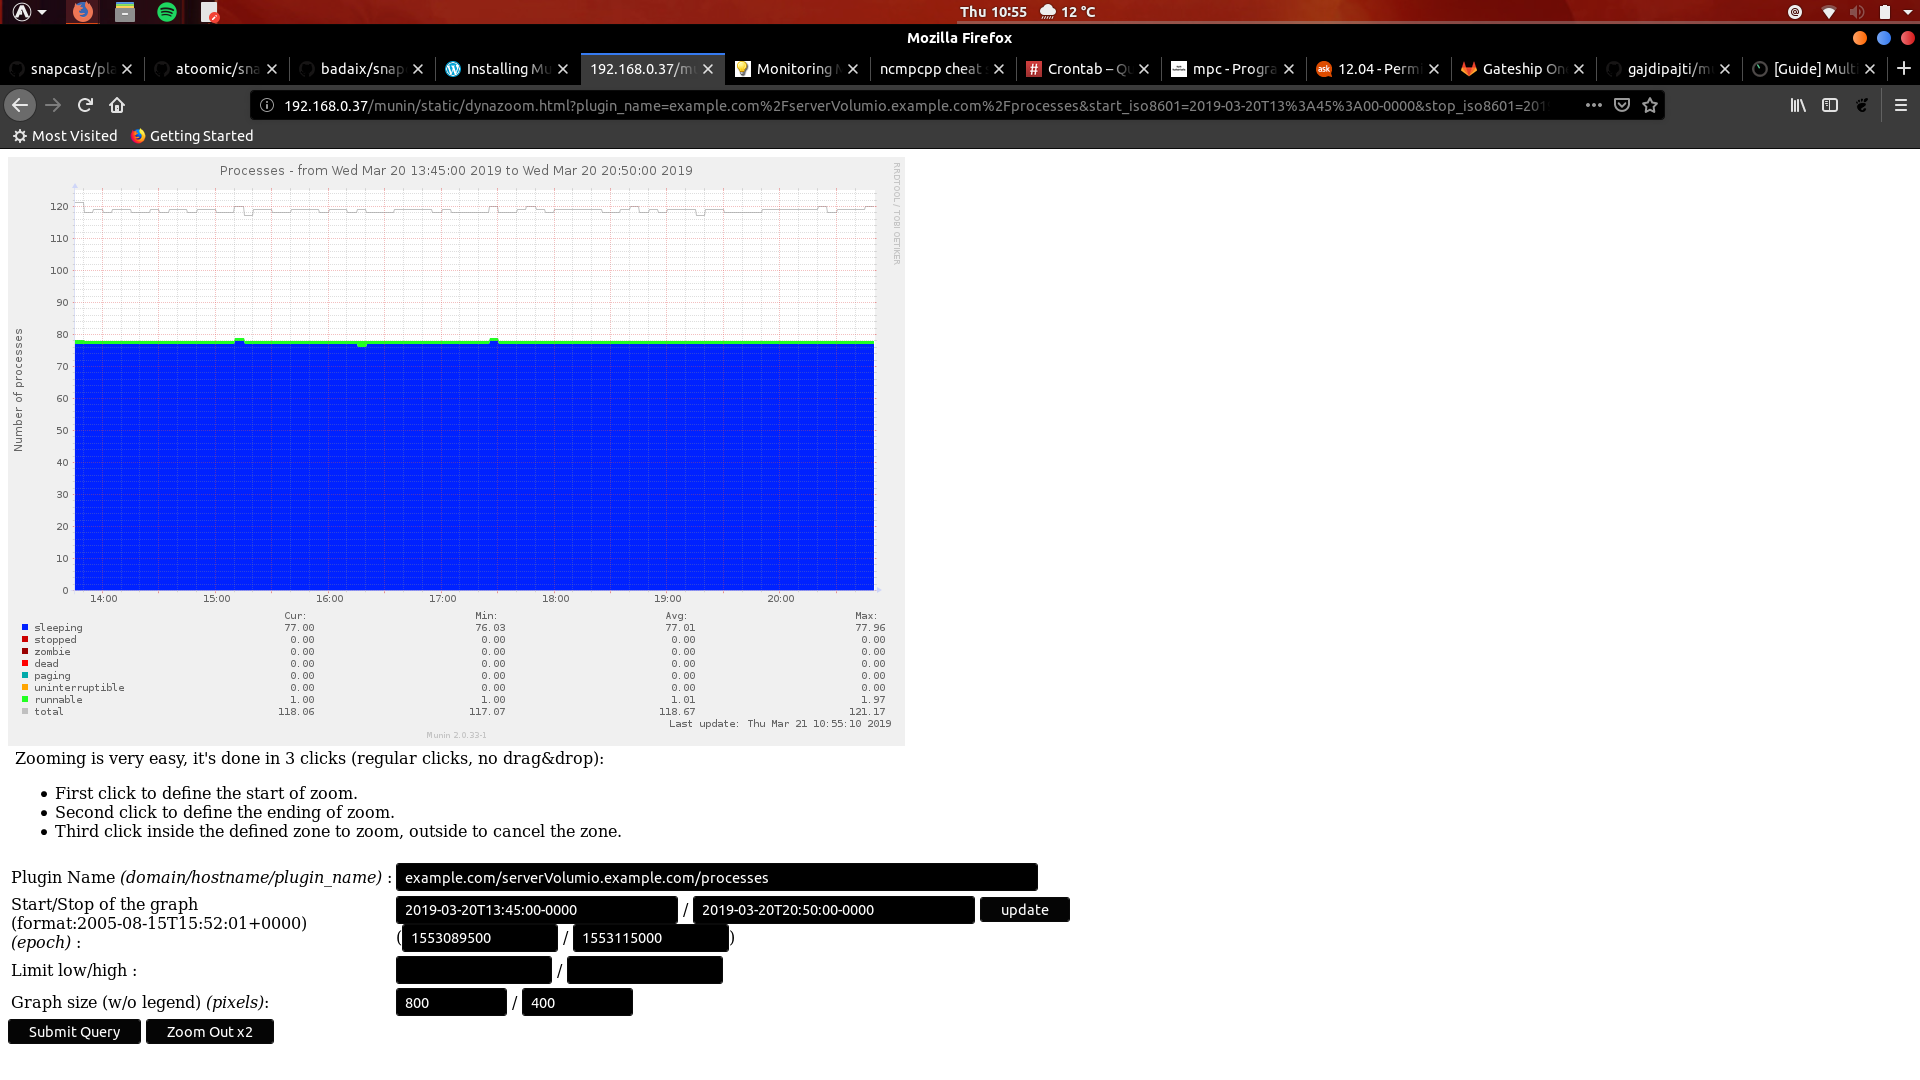 Thu 10:55 12 °C
Mozilla Firefox
snapcast/pla
atoomic/sna
badaix/snap
Installing Mu
192.168.0.37/mu
Monitoring M
ncmpcpp cheat s
Crontab – Qu
mpc - Progra
12.04 - Permi
Gateship One
gajdipajti/mu
[Guide] Multi
192.168.0.37/munin/static/dynazoom.html?plugin_name=example.com%2FserverVolumio.example.com%2Fprocesses&start_iso8601=2019-03-20T13%3A45%3A00-0000&stop_iso8601=201
Most Visited Getting Started
Processes - from Wed Mar 20 13:45:00 2019 to Wed Mar 20 20:50:00 2019
RRDTOOL / TOBI OETIKER
Number of processes
120
110
100
90
80
70
60
50
40
30
20
10
0
14:00 15:00 16:00 17:00 18:00 19:00 20:00
Cur: Min: Avg: Max:
sleeping 77.00 76.03 77.01 77.96
stopped 0.00 0.00 0.00 0.00
zombie 0.00 0.00 0.00 0.00
dead 0.00 0.00 0.00 0.00
paging 0.00 0.00 0.00 0.00
uninterruptible 0.00 0.00 0.00 0.00
runnable 1.00 1.00 1.01 1.97
total 118.06 117.07 118.67 121.17
Last update: Thu Mar 21 10:55:10 2019
Munin 2.0.33-1
Zooming is very easy, it's done in 3 clicks (regular clicks, no drag&drop):
• First click to define the start of zoom.
• Second click to define the ending of zoom.
• Third click inside the defined zone to zoom, outside to cancel the zone.
Plugin Name (domain/hostname/plugin_name) : example.com/serverVolumio.example.com/processes
Start/Stop of the graph
(format:2005-08-15T15:52:01+0000)
(epoch) :
2019-03-20T13:45:00-0000 / 2019-03-20T20:50:00-0000 update
(1553089500 / 1553115000)
Limit low/high : /
Graph size (w/o legend) (pixels): 800 / 400
Submit Query Zoom Out x2